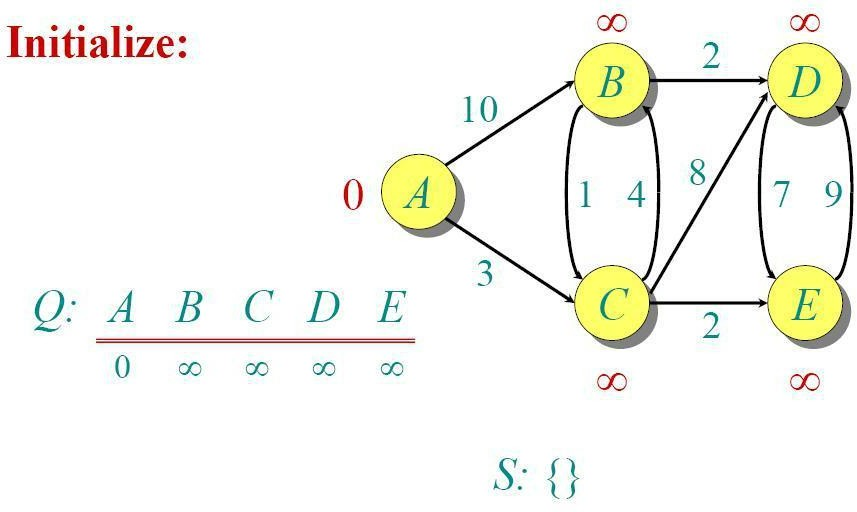 Initialize:
∞ ∞
B 2 D
10
A
0
1 4 8 7 9
3
C 2 E
∞ ∞
Q: A B C D E
0 ∞ ∞ ∞ ∞
S: {}